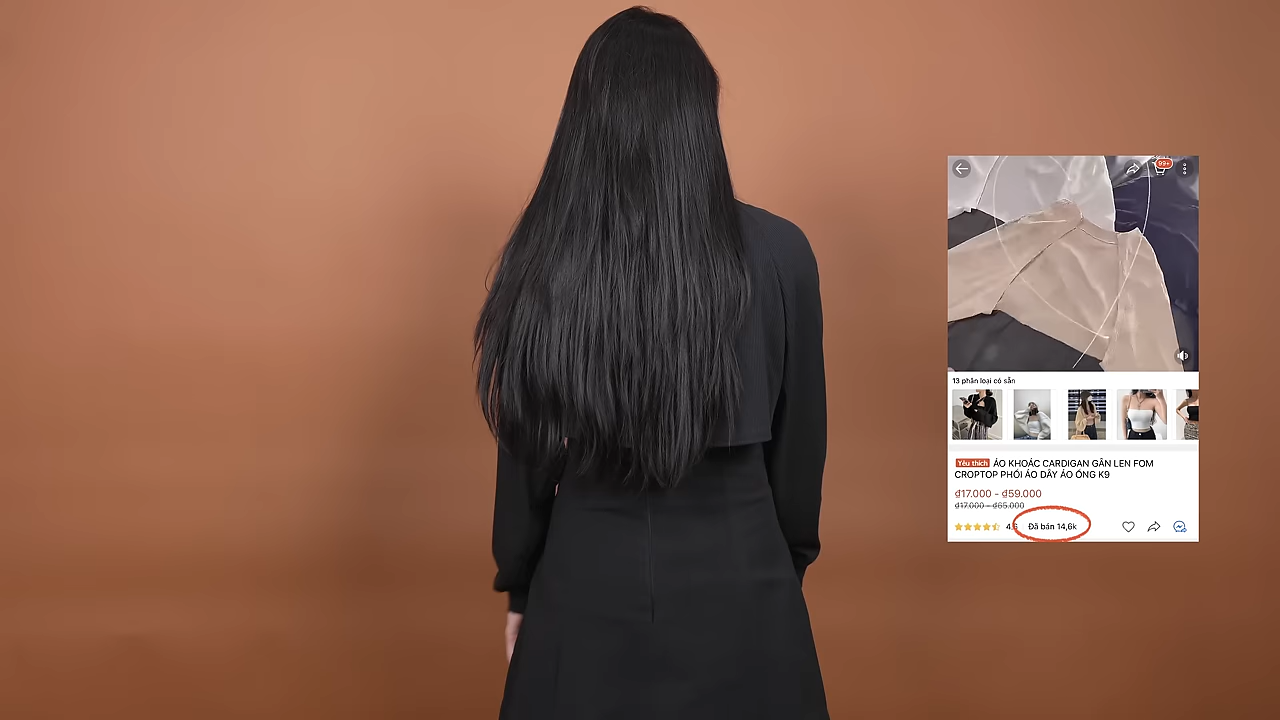 99+
13 phân loại có sẵn
Yêu thích ÁO KHOÁC CARDIGAN GÂN LEN FOM
CROPTOP PHỐI ÁO DÂY ÁO ỐNG K9
₫17.000 - ₫59.000
₫17.000 - ₫65.000
Đã bán 14,6k